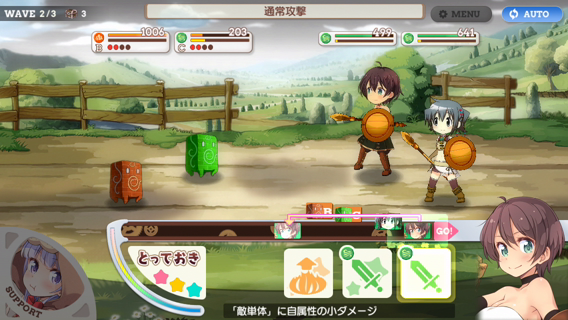 WAVE 2/3 3
通常攻撃
MENU
AUTO
1006
B
203
C
499
641
B C
GO!
とっておき
SUPPORT
「敵単体」に自属性の小ダメージ